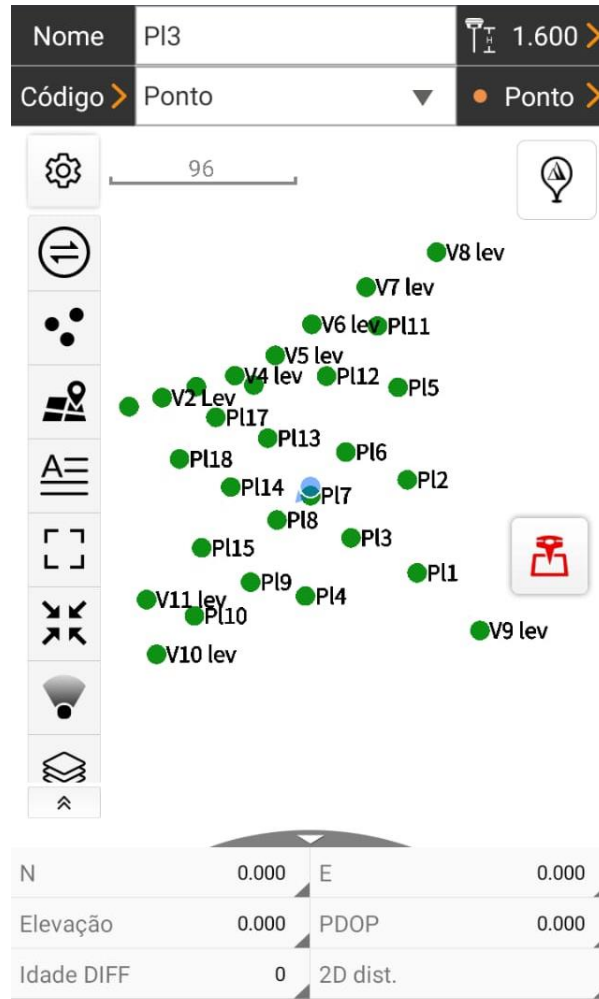 Nome Pl3 1.600
Código Ponto Ponto
96
V8 lev
V7 lev
V6 lev Pl11
V5 lev
V4 lev Pl12
Pl5
V2 Lev
Pl17
Pl13
Pl6
Pl18
Pl2
Pl14
Pl7
Pl8
Pl3
Pl15
Pl1
Pl9
Pl4
V11 lev
Pl10
V9 lev
V10 lev
N 0.000 E 0.000
Elevação 0.000 PDOP 0.000
Idade DIFF 0 2D dist.